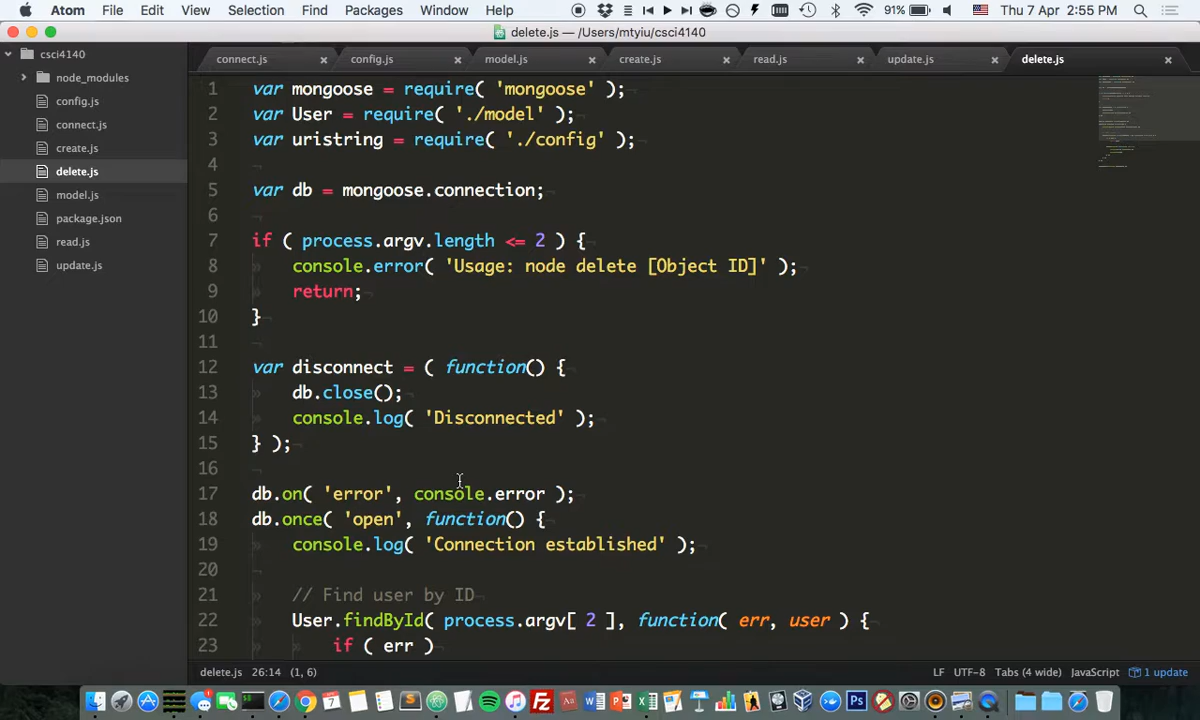 Atom File Edit View Selection Find Packages Window Help 91% Thu 7 Apr 2:55 PM
delete.js — /Users/mtyiu/csci4140
csci4140
node_modules
config.js
connect.js
create.js
delete.js
model.js
package.json
read.js
update.js
connect.js config.js model.js create.js read.js update.js delete.js
1 var mongoose = require( 'mongoose' );
2 var User = require( './model' );
3 var uristring = require( './config' );
4
5 var db = mongoose.connection;
6
7 if ( process.argv.length <= 2 ) {
8 console.error( 'Usage: node delete [Object ID]' );
9 return;
10 }
11
12 var disconnect = ( function() {
13 db.close();
14 console.log( 'Disconnected' );
15 } );
16
17 db.on( 'error', console.error );
18 db.once( 'open', function() {
19 console.log( 'Connection established' );
20
21 // Find user by ID
22 User.findById( process.argv[ 2 ], function( err, user ) {
23 if ( err )
delete.js 26:14 (1, 6) LF UTF-8 Tabs (4 wide) JavaScript 1 update